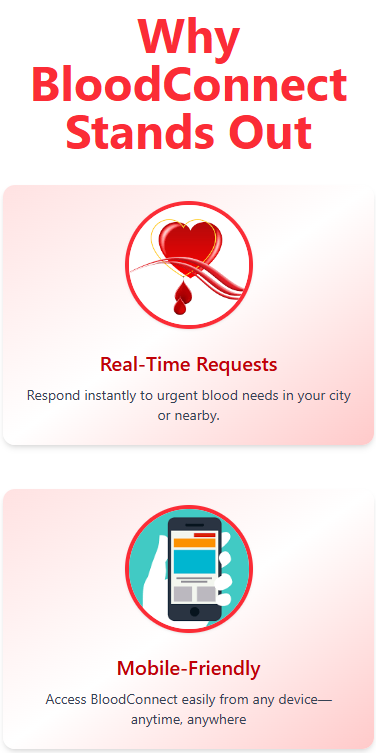 Why
BloodConnect
Stands Out
Real-Time Requests
Respond instantly to urgent blood needs in your city
or nearby.
Mobile-Friendly
Access BloodConnect easily from any device—
anytime, anywhere